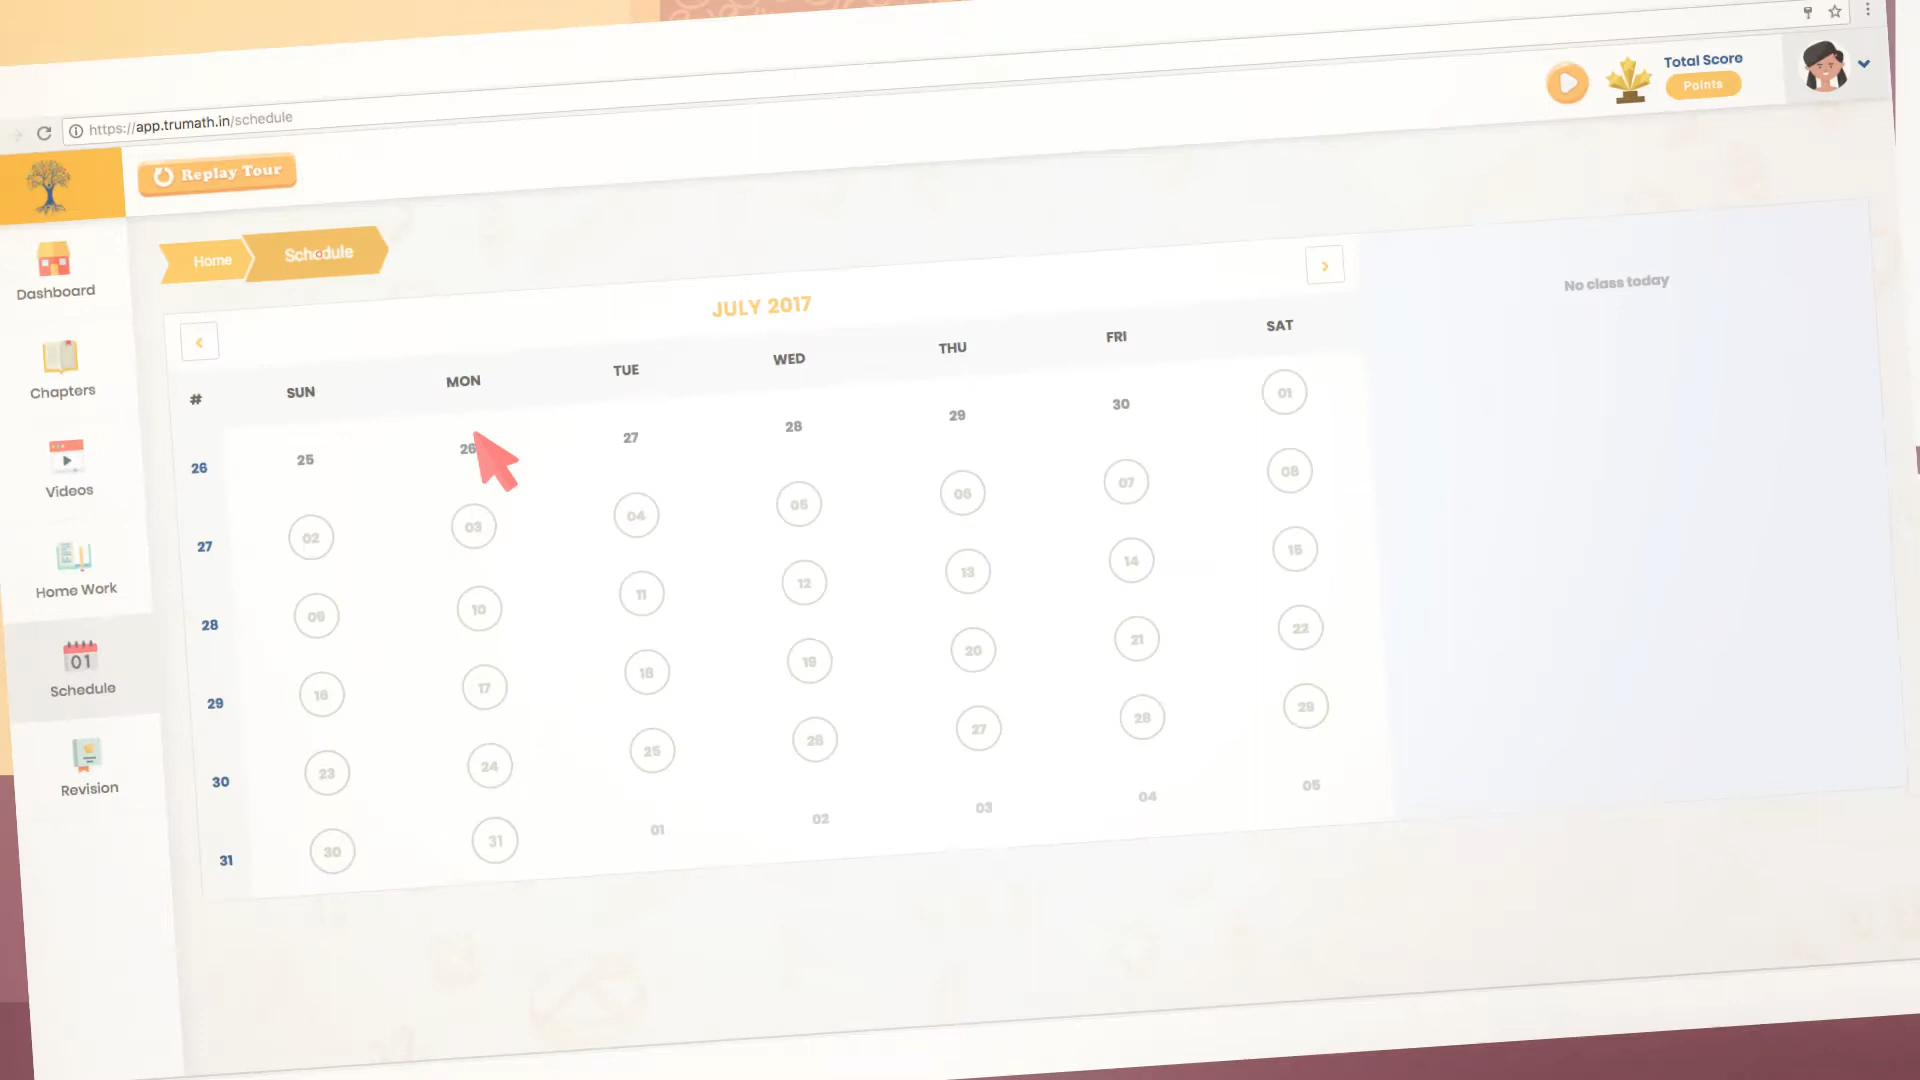 https://app.trumath.in/schedule
Total Score
Points
Replay Tour
Home
Schedule
Dashboard
Chapters
Videos
Home Work
01
Schedule
Revision
JULY 2017
No class today
# SUN MON TUE WED THU FRI SAT
26 25 26 27 28 29 30 01
27 02 03 04 05 06 07 08
28 09 10 11 12 13 14 15
29 16 17 18 19 20 21 22
30 23 24 25 26 27 28 29
31 30 31 01 02 03 04 05